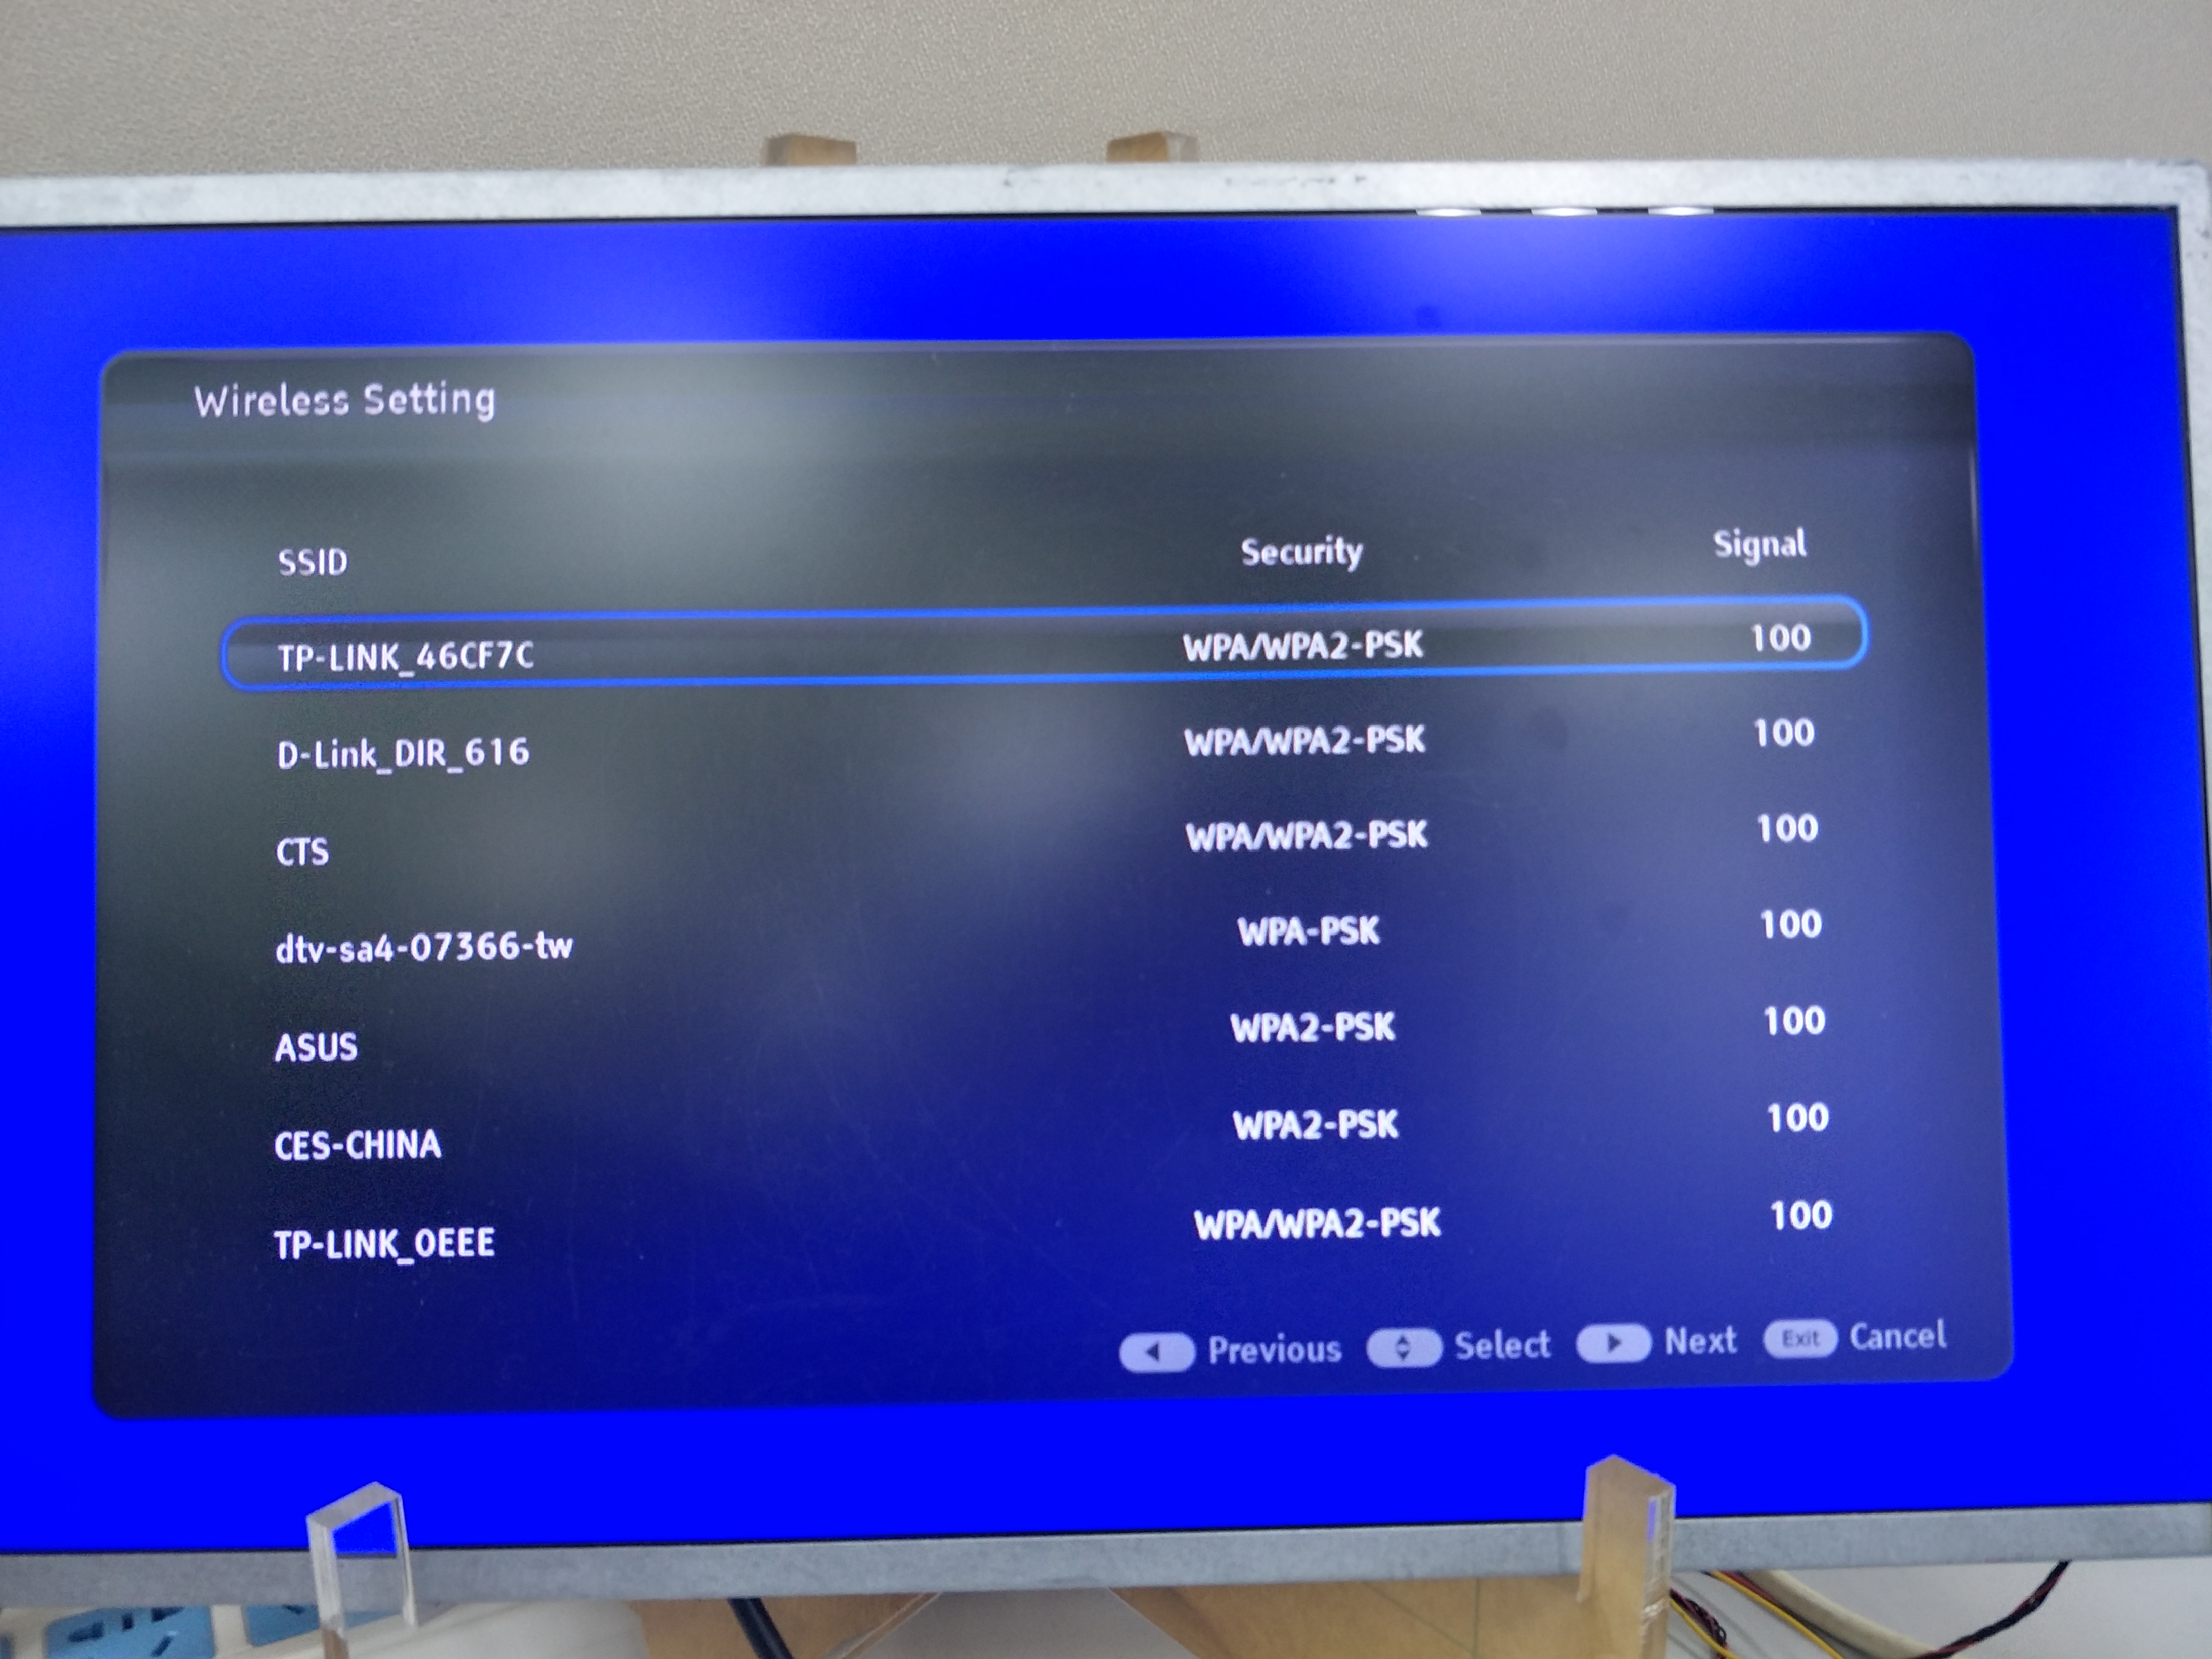 Wireless Setting
SSID Security Signal
TP-LINK_46CF7C WPA/WPA2-PSK 100
D-Link_DIR_616 WPA/WPA2-PSK 100
CTS WPA/WPA2-PSK 100
dtv-sa4-07366-tw WPA-PSK 100
ASUS WPA2-PSK 100
CES-CHINA WPA2-PSK 100
TP-LINK_0EEE WPA/WPA2-PSK 100
Previous Select Next Exit Cancel